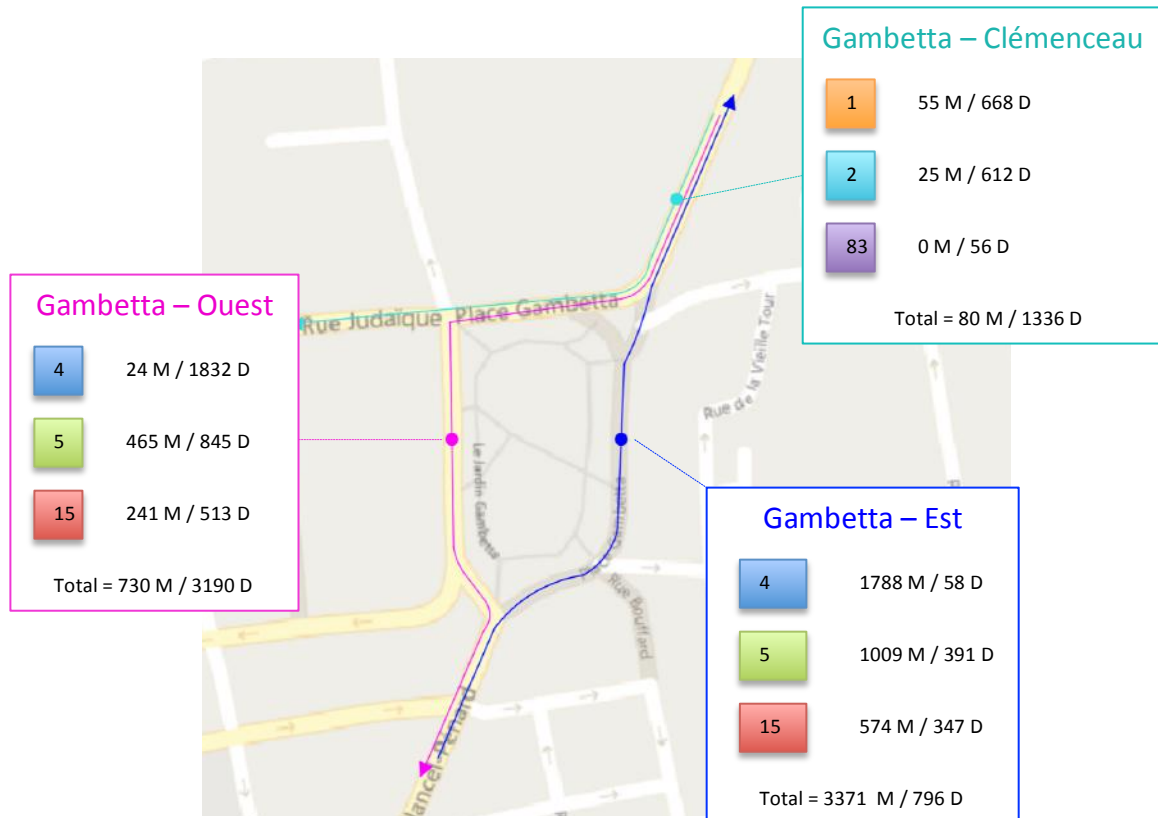 Gambetta – Clémenceau
1 55 M / 668 D
2 25 M / 612 D
83 0 M / 56 D
Total = 80 M / 1336 D
Gambetta – Ouest
4 24 M / 1832 D
5 465 M / 845 D
15 241 M / 513 D
Total = 730 M / 3190 D
Rue Judaïque
Place Gambetta
Rue de la Vieille Tour
Le Jardin Gambetta
Gambetta
Rue Bouffard
Gambetta – Est
4 1788 M / 58 D
5 1009 M / 391 D
15 574 M / 347 D
Total = 3371 M / 796 D